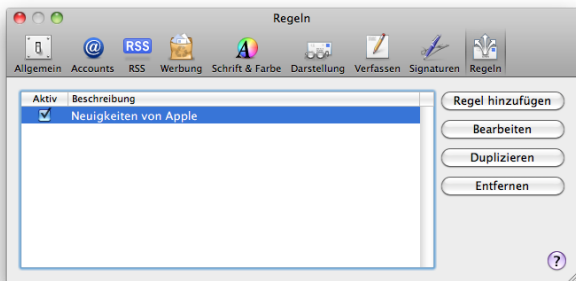 Regeln
RSS
Allgemein Accounts RSS Werbung Schrift & Farbe Darstellung Verfassen Signaturen Regeln
Aktiv Beschreibung
Neuigkeiten von Apple
Regel hinzufügen
Bearbeiten
Duplizieren
Entfernen
?